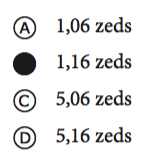 A 1,06 zeds
1,16 zeds
C 5,06 zeds
D 5,16 zeds